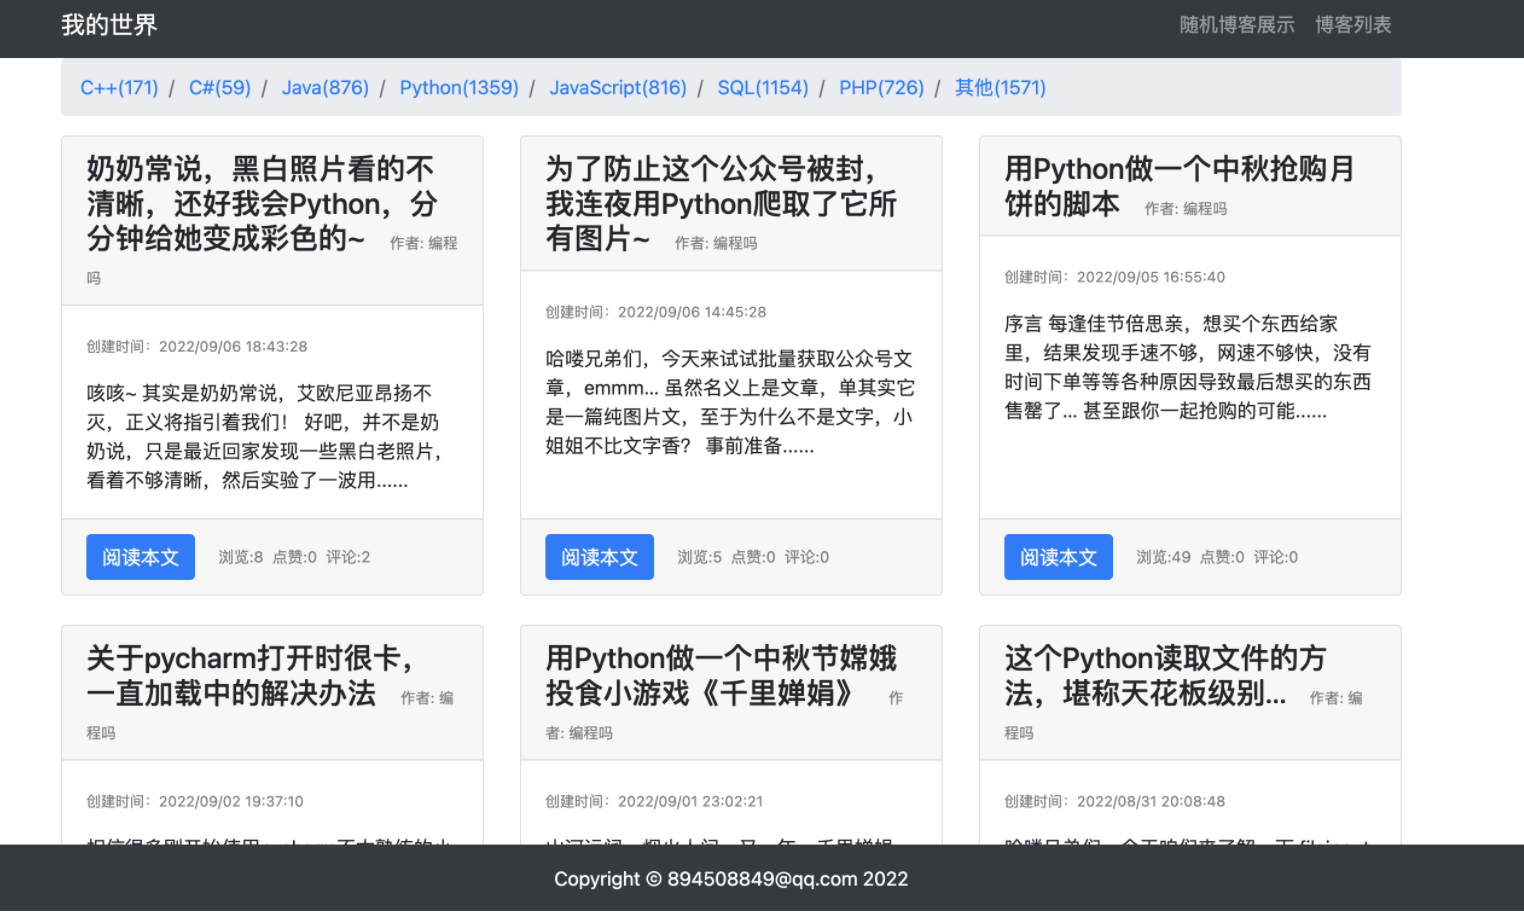 我的世界
随机博客展示 博客列表
C++(171) / C#(59) / Java(876) / Python(1359) / JavaScript(816) / SQL(1154) / PHP(726) / 其他(1571)
奶奶常说，黑白照片看的不
清晰，还好我会Python，分
分钟给她变成彩色的~ 作者: 编程
吗
创建时间：2022/09/06 18:43:28
咳咳~ 其实是奶奶常说，艾欧尼亚昂扬不
灭，正义将指引着我们！ 好吧，并不是奶
奶说，只是最近回家发现一些黑白老照片，
看着不够清晰，然后实验了一波用......
阅读本文 浏览:8 点赞:0 评论:2
为了防止这个公众号被封，
我连夜用Python爬取了它所
有图片~ 作者: 编程吗
创建时间：2022/09/06 14:45:28
哈喽兄弟们，今天来试试批量获取公众号文
章，emmm... 虽然名义上是文章，单其实它
是一篇纯图片文，至于为什么不是文字，小
姐姐不比文字香？ 事前准备......
阅读本文 浏览:5 点赞:0 评论:0
用Python做一个中秋抢购月
饼的脚本 作者: 编程吗
创建时间：2022/09/05 16:55:40
序言 每逢佳节倍思亲，想买个东西给家
里，结果发现手速不够，网速不够快，没有
时间下单等等各种原因导致最后想买的东西
售罄了... 甚至跟你一起抢购的可能......
阅读本文 浏览:49 点赞:0 评论:0
关于pycharm打开时很卡，
一直加载中的解决办法 作者: 编
程吗
创建时间：2022/09/02 19:37:10
用Python做一个中秋节嫦娥
投食小游戏《千里婵娟》 作
者: 编程吗
创建时间：2022/09/01 23:02:21
这个Python读取文件的方
法，堪称天花板级别... 作者: 编
程吗
创建时间：2022/08/31 20:08:48
Copyright © 894508849@qq.com 2022